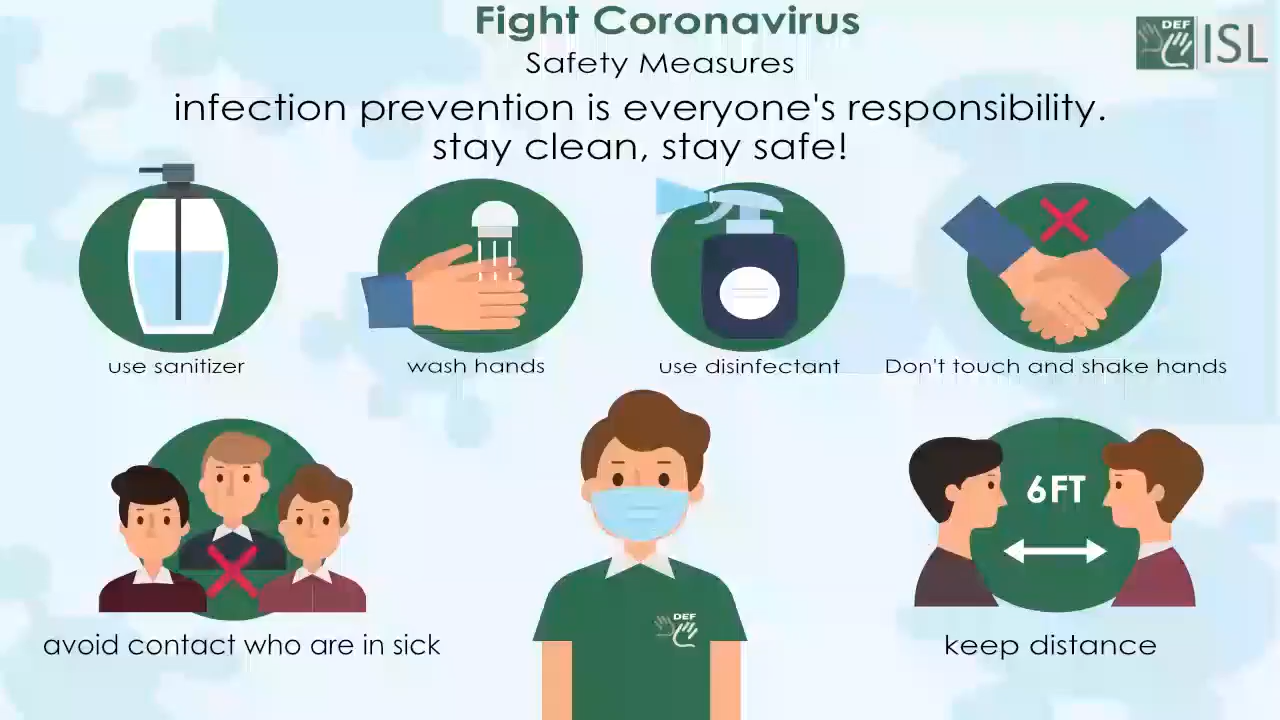 Fight Coronavirus
DEF
ISL
Safety Measures
infection prevention is everyone's responsibility.
stay clean, stay safe!
use sanitizer
wash hands
use disinfectant
Don't touch and shake hands
6FT
DEF
avoid contact who are in sick
keep distance